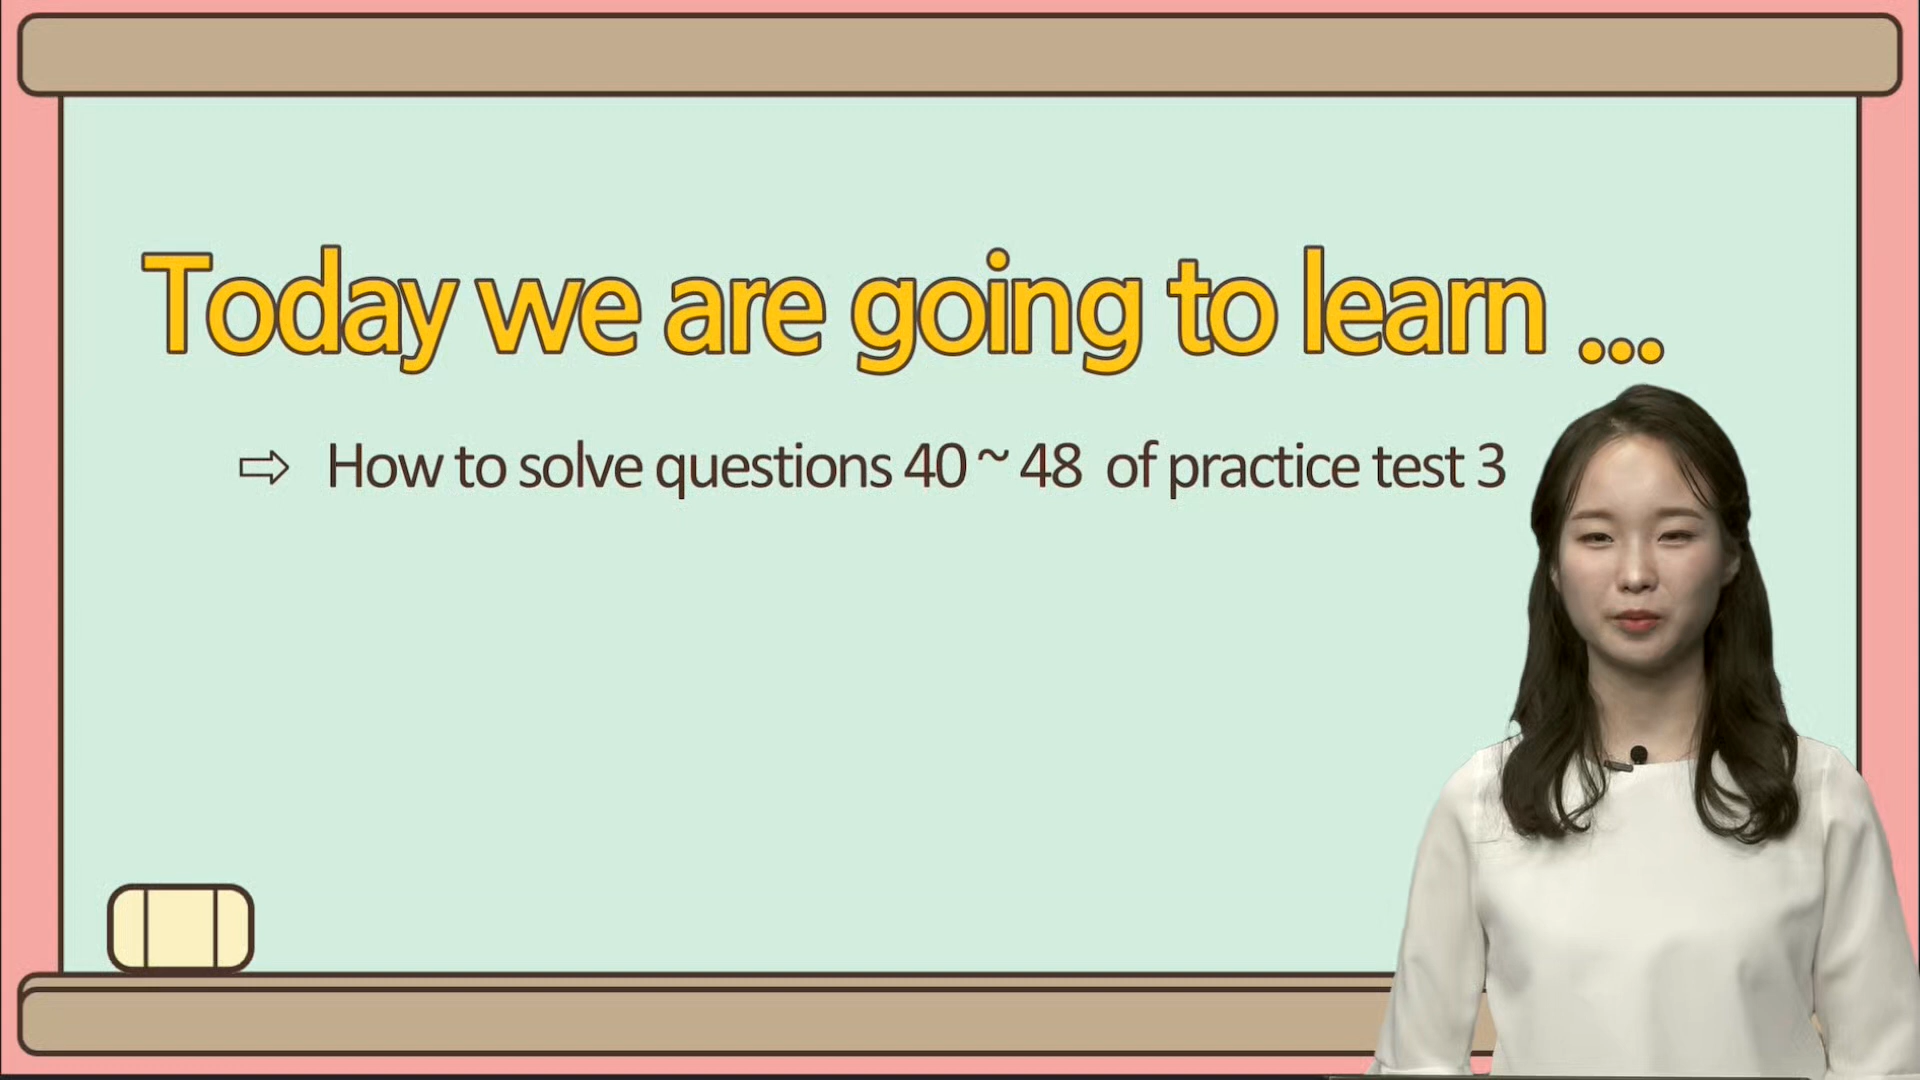 Today we are going to learn ...
⇨ How to solve questions 40 ~ 48 of practice test 3